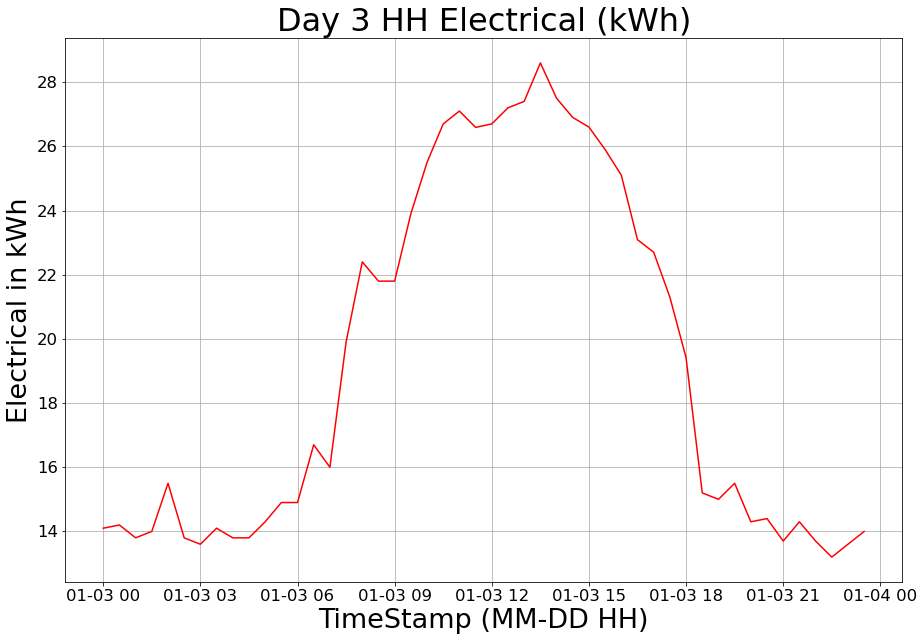 Day 3 HH Electrical (kWh)
Electrical in kWh
28
26
24
22
20
18
16
14
01-03 00 01-03 03 01-03 06 01-03 09 01-03 12 01-03 15 01-03 18 01-03 21 01-04 00
TimeStamp (MM-DD HH)